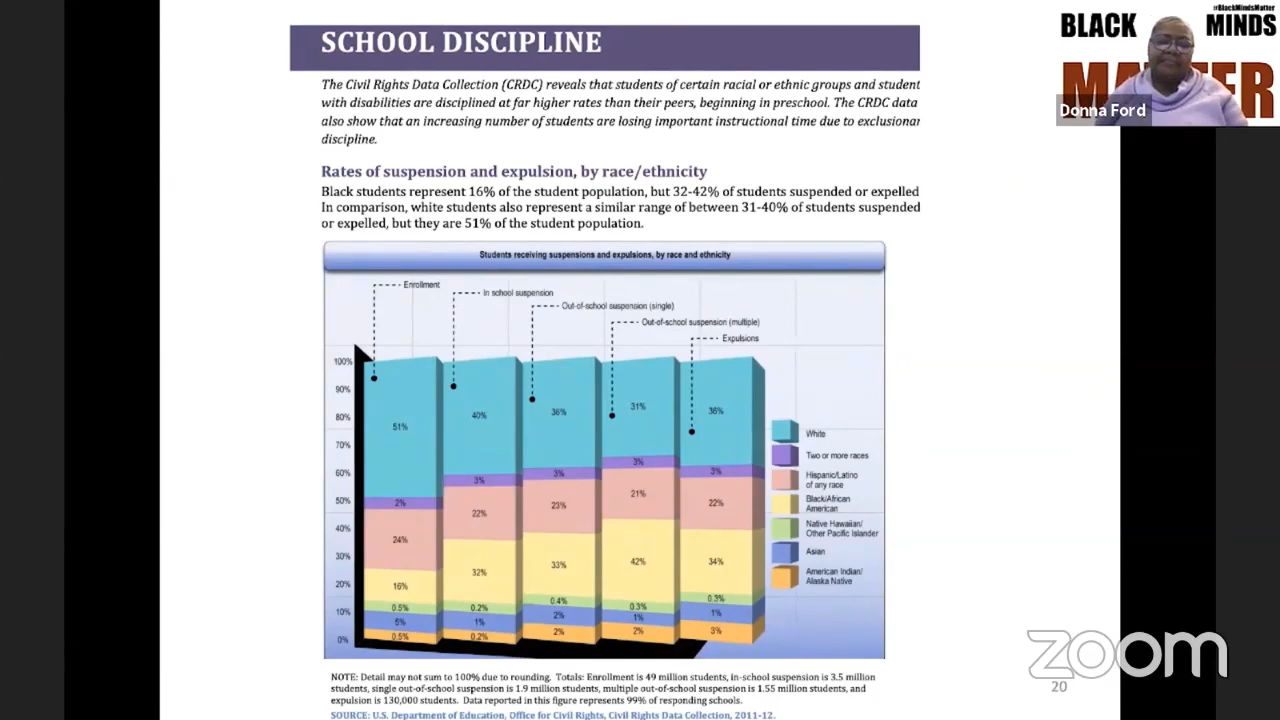 #BlackMindsMatter
BLACK MINDS
Donna Ford
SCHOOL DISCIPLINE
The Civil Rights Data Collection (CRDC) reveals that students of certain racial or ethnic groups and student
with disabilities are disciplined at far higher rates than their peers, beginning in preschool. The CRDC data
also show that an increasing number of students are losing important instructional time due to exclusionar
discipline.
Rates of suspension and expulsion, by race/ethnicity
Black students represent 16% of the student population, but 32-42% of students suspended or expelled
In comparison, white students also represent a similar range of between 31-40% of students suspended
or expelled, but they are 51% of the student population.
Students receiving suspensions and expulsions, by race and ethnicity
Enrollment
In school suspension
Out-of-school suspension (single)
Out-of-school suspension (multiple)
Expulsions
100%
90%
80%
70%
60%
50%
40%
30%
20%
10%
0%
51% 40% 36% 31% 36%
2% 3% 3% 3% 3%
24% 22% 23% 21% 22%
16% 32% 33% 42% 34%
0.5% 0.2% 0.4% 0.3% 0.3%
5% 1% 2% 1% 1%
0.5% 0.2% 2% 2% 3%
White
Two or more races
Hispanic/Latino
of any race
Black/African
American
Native Hawaiian/
Other Pacific Islander
Asian
American Indian/
Alaska Native
NOTE: Detail may not sum to 100% due to rounding. Totals: Enrollment is 49 million students, in-school suspension is 3.5 million
students, single out-of-school suspension is 1.9 million students, multiple out-of-school suspension is 1.55 million students, and
expulsion is 130,000 students. Data reported in this figure represents 99% of responding schools.
SOURCE: U.S. Department of Education, Office for Civil Rights, Civil Rights Data Collection, 2011-12.
zoom
20